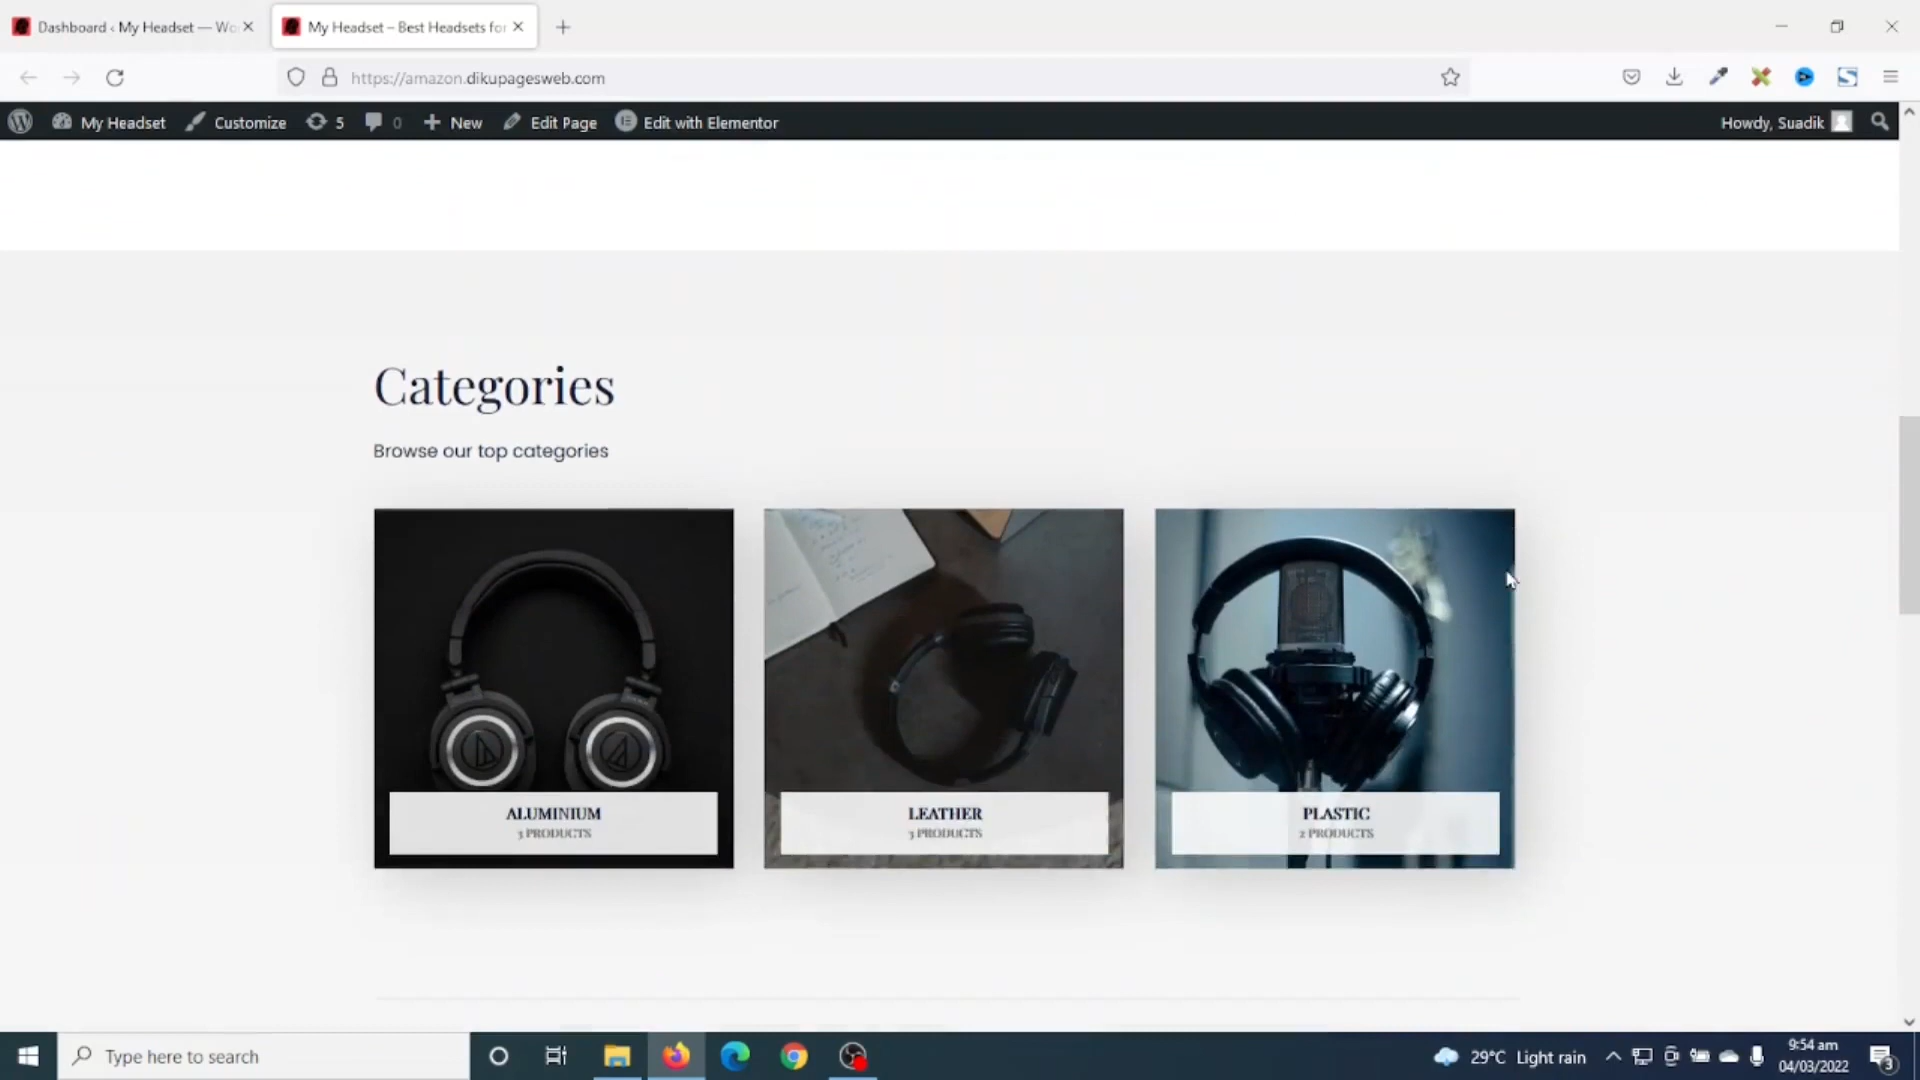 Dashboard ‹ My Headset — Wo
My Headset – Best Headsets for
https://amazon.dikupagesweb.com
My Headset
Customize
5
0
New
Edit Page
Edit with Elementor
Howdy, Suadik
Categories
Browse our top categories
ALUMINIUM
3 PRODUCTS
LEATHER
3 PRODUCTS
PLASTIC
2 PRODUCTS
Type here to search
29°C Light rain
9:54 am
04/03/2022
3